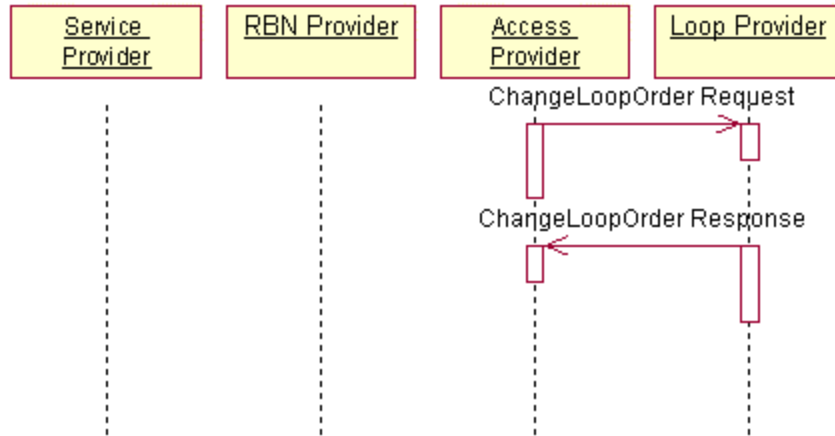 Service
Provider
RBN Provider
Access
Provider
Loop Provider
ChangeLoopOrder Request
ChangeLoopOrder Response